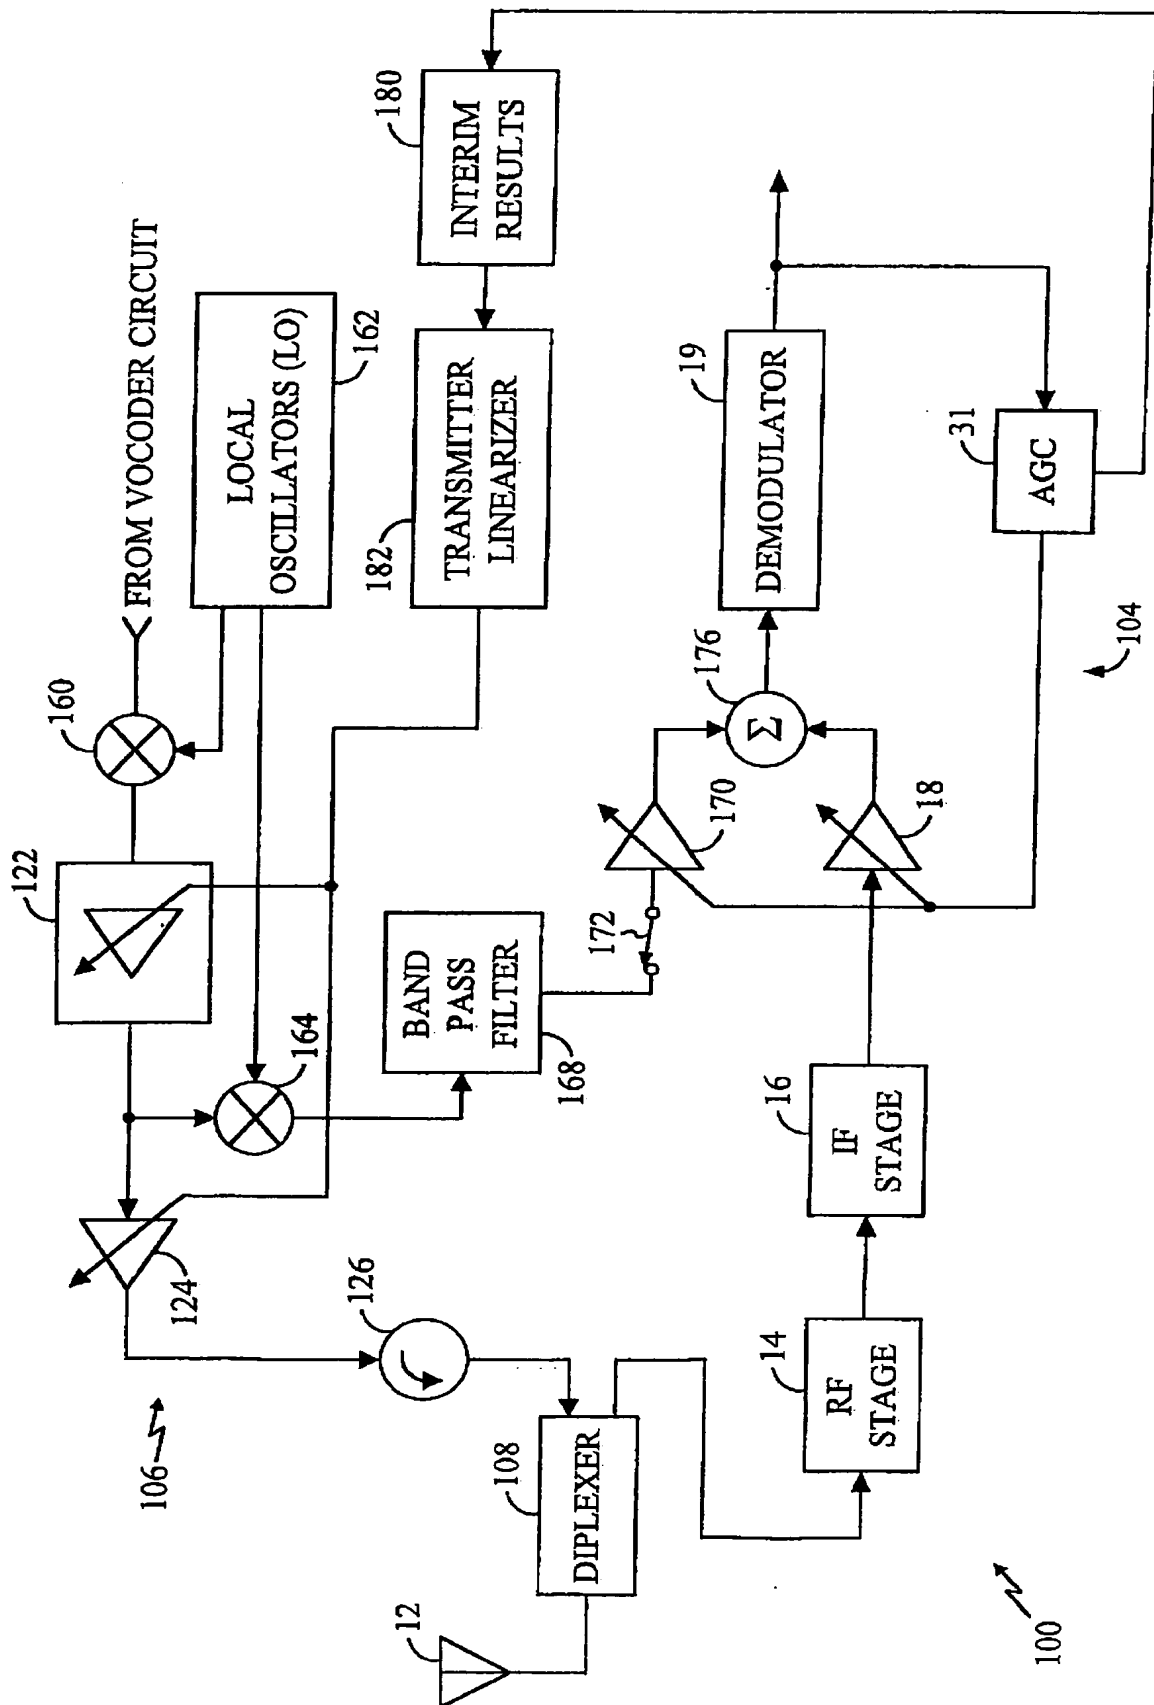 FROM VOCODER CIRCUIT
160
122
LOCAL
OSCILLATORS (LO)
162
164
124
106
126
180
INTERIM
RESULTS
182
TRANSMITTER
LINEARIZER
BAND
PASS
FILTER
168
172
170
176
Σ
18
19
DEMODULATOR
31
AGC
104
12
108
DIPLEXER
14
RF
STAGE
16
IF
STAGE
100